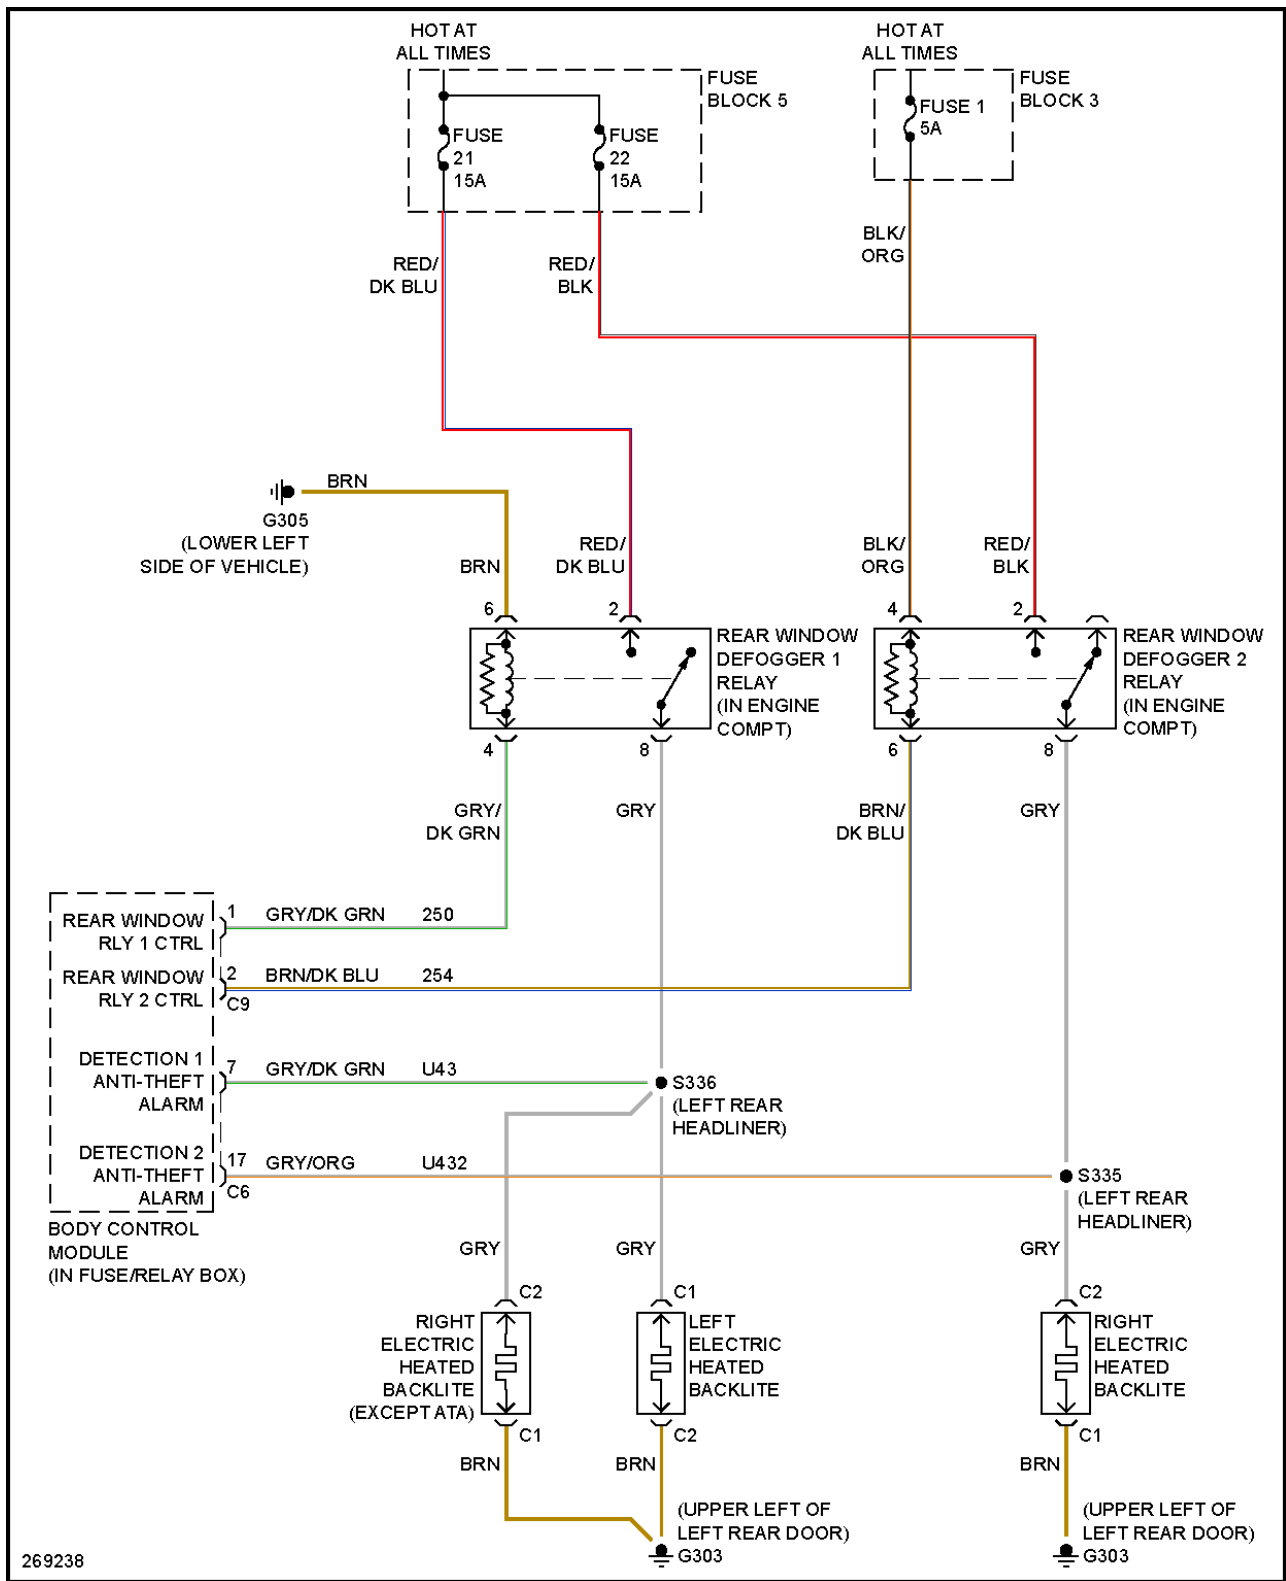 HOT AT
ALL TIMES
HOT AT
ALL TIMES
FUSE
BLOCK 5
FUSE
BLOCK 3
FUSE
21
15A
FUSE
22
15A
FUSE 1
5A
RED/
DK BLU
RED/
BLK
BLK/
ORG
BRN
G305
(LOWER LEFT
SIDE OF VEHICLE)
BRN
RED/
DK BLU
BLK/
ORG
RED/
BLK
6
2
4
2
REAR WINDOW
DEFOGGER 1
RELAY
(IN ENGINE
COMPT)
REAR WINDOW
DEFOGGER 2
RELAY
(IN ENGINE
COMPT)
4
8
6
8
GRY/
DK GRN
GRY
BRN/
DK BLU
GRY
REAR WINDOW
RLY 1 CTRL
1
GRY/DK GRN
250
REAR WINDOW
RLY 2 CTRL
2
C9
BRN/DK BLU
254
DETECTION 1
ANTI-THEFT
ALARM
7
GRY/DK GRN
U43
S336
(LEFT REAR
HEADLINER)
DETECTION 2
ANTI-THEFT
ALARM
17
C6
GRY/ORG
U432
S335
(LEFT REAR
HEADLINER)
BODY CONTROL
MODULE
(IN FUSE/RELAY BOX)
GRY
GRY
GRY
C2
C1
C2
RIGHT
ELECTRIC
HEATED
BACKLITE
(EXCEPT ATA)
LEFT
ELECTRIC
HEATED
BACKLITE
RIGHT
ELECTRIC
HEATED
BACKLITE
C1
C2
C1
BRN
BRN
BRN
(UPPER LEFT OF
LEFT REAR DOOR)
G303
(UPPER LEFT OF
LEFT REAR DOOR)
G303
269238